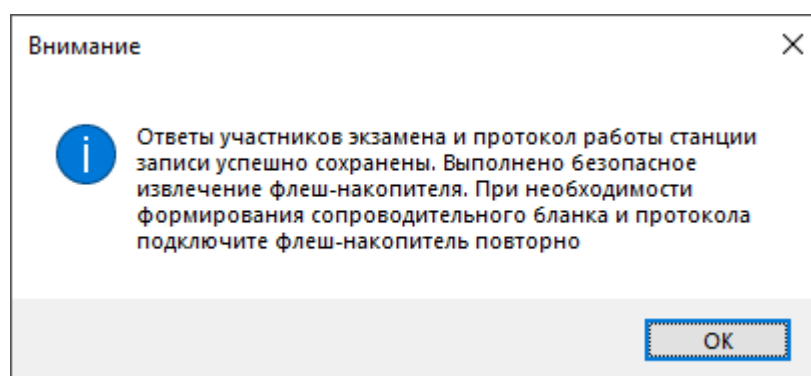 Внимание
Ответы участников экзамена и протокол работы станции
записи успешно сохранены. Выполнено безопасное
извлечение флеш-накопителя. При необходимости
формирования сопроводительного бланка и протокола
подключите флеш-накопитель повторно
ОК